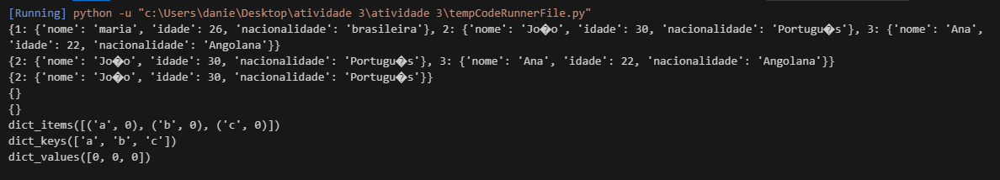 [Running] python -u "c:\Users\danie\Desktop\atividade 3\atividade 3\tempCodeRunnerFile.py"
{1: {'nome': 'maria', 'idade': 26, 'nacionalidade': 'brasileira'}, 2: {'nome': 'Jo�o', 'idade': 30, 'nacionalidade': 'Portugu�s'}, 3: {'nome': 'Ana',
'idade': 22, 'nacionalidade': 'Angolana'}}
{2: {'nome': 'Jo�o', 'idade': 30, 'nacionalidade': 'Portugu�s'}, 3: {'nome': 'Ana', 'idade': 22, 'nacionalidade': 'Angolana'}}
{2: {'nome': 'Jo�o', 'idade': 30, 'nacionalidade': 'Portugu�s'}}
{}
{}
dict_items([('a', 0), ('b', 0), ('c', 0)])
dict_keys(['a', 'b', 'c'])
dict_values([0, 0, 0])